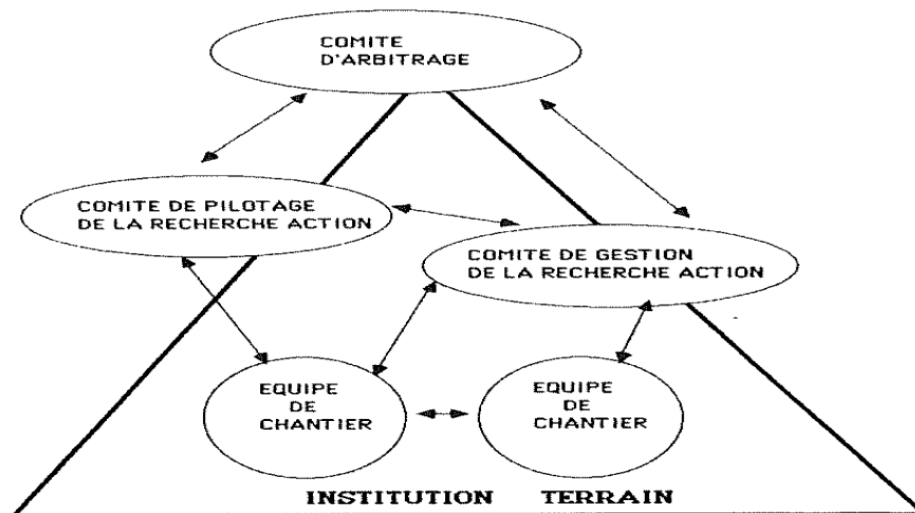 COMITE
D'ARBITRAGE
COMITE DE PILOTAGE
DE LA RECHERCHE ACTION
COMITE DE GESTION
DE LA RECHERCHE ACTION
EQUIPE
DE
CHANTIER
EQUIPE
DE
CHANTIER
INSTITUTION TERRAIN